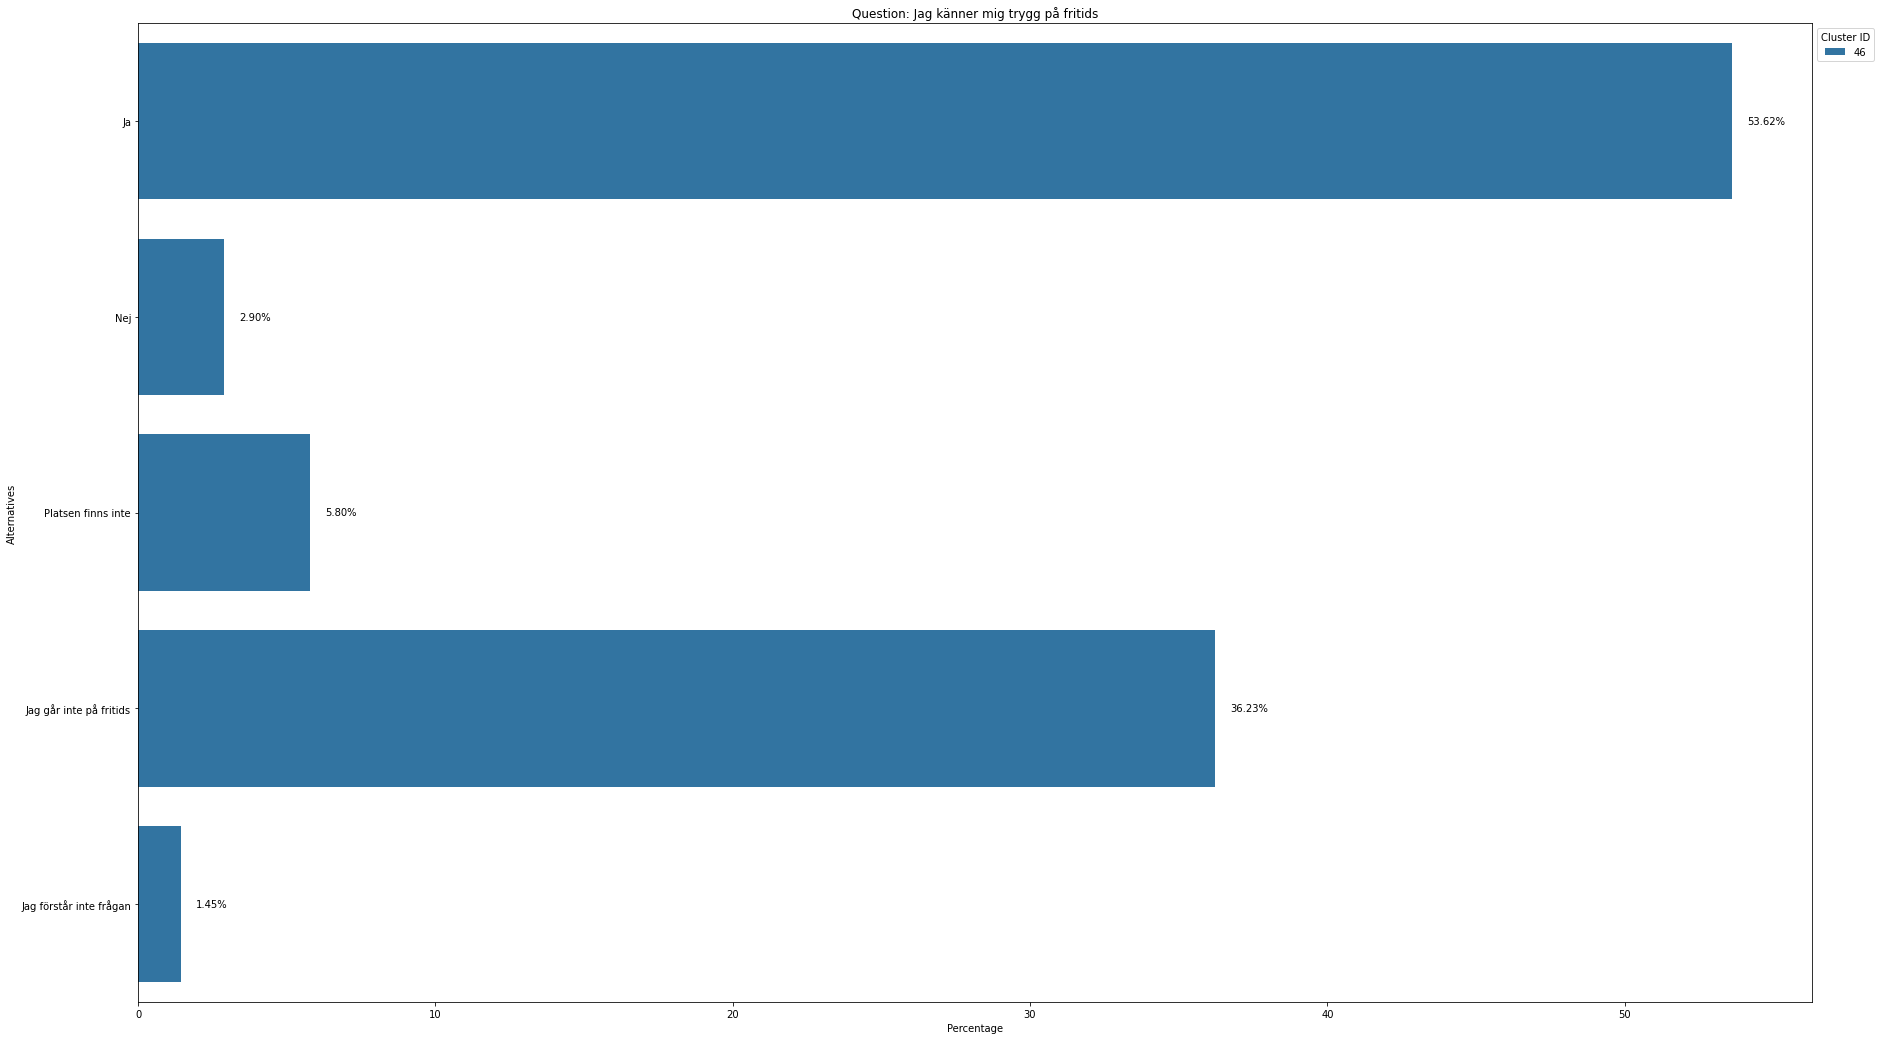 Question: Jag känner mig trygg på fritids
Cluster ID
46
Ja
53.62%
Nej
2.90%
Alternatives
Platsen finns inte
5.80%
Jag går inte på fritids
36.23%
Jag förstår inte frågan
1.45%
0 10 20 30 40 50
Percentage